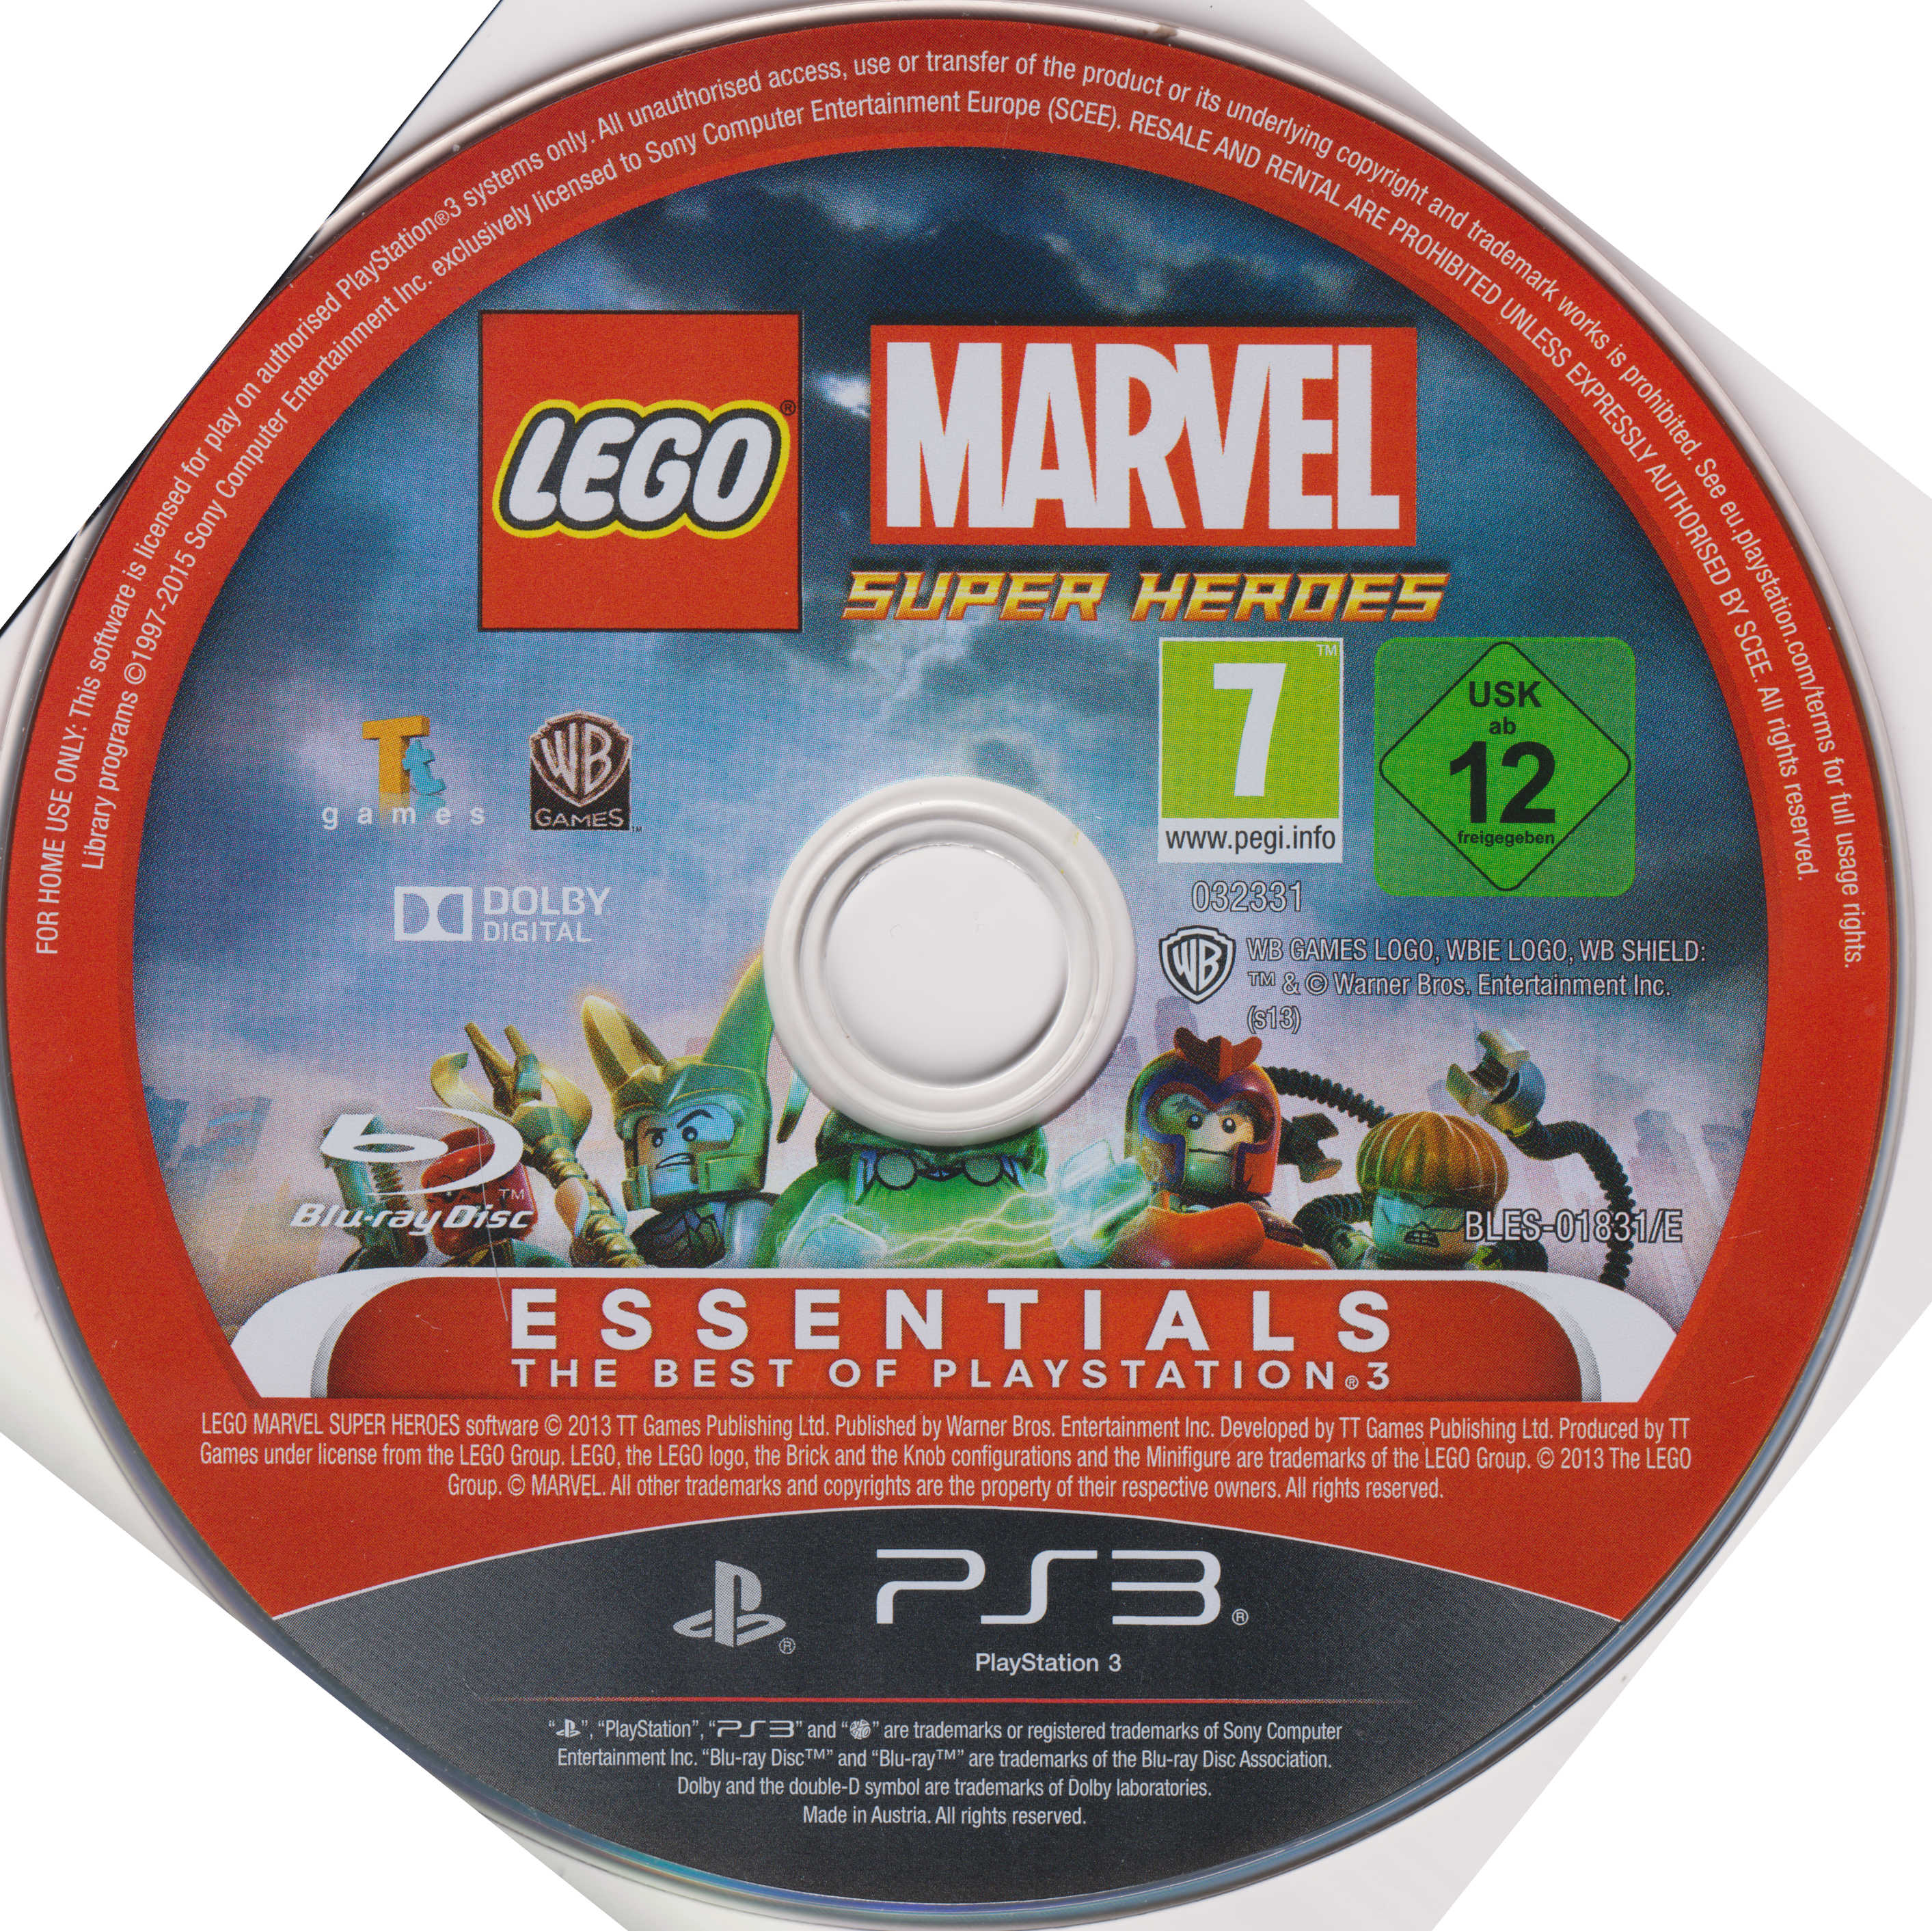 FOR HOME USE ONLY: This software is licensed for play on authorised PlayStation®3 systems only. All unauthorised access, use or transfer of the product or its underlying copyright and trademark works is prohibited. See eu.playstation.com/terms for full usage rights.
Library programs ©1997-2015 Sony Computer Entertainment Inc. exclusively licensed to Sony Computer Entertainment Europe (SCEE). RESALE AND RENTAL ARE PROHIBITED UNLESS EXPRESSLY AUTHORISED BY SCEE. All rights reserved.
LEGO®
MARVEL
SUPER HEROES
Tt
games
WB
GAMES™
7™
www.pegi.info
USK
ab
12
freigegeben
DOLBY
DIGITAL
032331
WB
WB GAMES LOGO, WBIE LOGO, WB SHIELD:
™ & © Warner Bros. Entertainment Inc.
(s13)
b
Blu-ray Disc™
BLES-01831/E
ESSENTIALS
THE BEST OF PLAYSTATION®3
LEGO MARVEL SUPER HEROES software © 2013 TT Games Publishing Ltd. Published by Warner Bros. Entertainment Inc. Developed by TT Games Publishing Ltd. Produced by TT
Games under license from the LEGO Group. LEGO, the LEGO logo, the Brick and the Knob configurations and the Minifigure are trademarks of the LEGO Group. © 2013 The LEGO
Group. © MARVEL. All other trademarks and copyrights are the property of their respective owners. All rights reserved.
® PS3®
PlayStation 3
“ ”, “PlayStation”, “PS3” and “ ” are trademarks or registered trademarks of Sony Computer
Entertainment Inc. “Blu-ray Disc™” and “Blu-ray™” are trademarks of the Blu-ray Disc Association.
Dolby and the double-D symbol are trademarks of Dolby laboratories.
Made in Austria. All rights reserved.